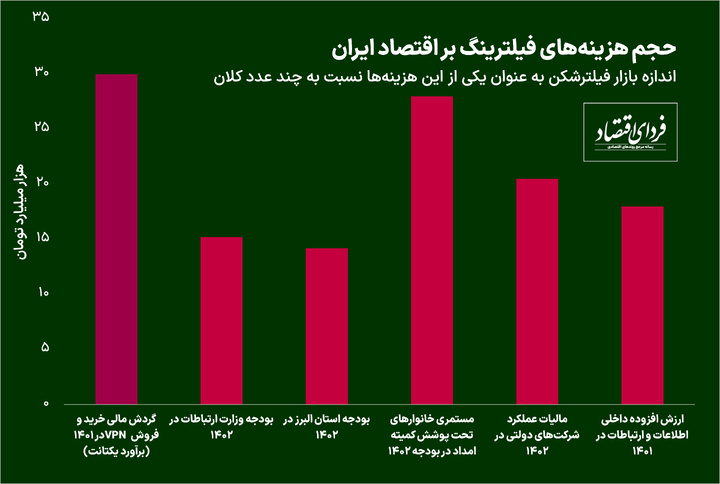 حجم هزینه‌های فیلترینگ بر اقتصاد ایران
اندازه بازار فیلترشکن به عنوان یکی از این هزینه‌ها نسبت به چند عدد کلان
فردای اقتصاد
رسانه مرجع روندهای اقتصادی
هزار میلیارد تومان
۳۵
۳۰
۲۵
۲۰
۱۵
۱۰
۵
۰
گردش مالی خرید و
فروش VPN در ۱۴۰۱
(برآورد یکتانت)
بودجه وزارت ارتباطات در
۱۴۰۲
بودجه استان البرز در
۱۴۰۲
مستمری خانوارهای
تحت پوشش کمیته
امداد در بودجه ۱۴۰۲
مالیات عملکرد
شرکت‌های دولتی در
۱۴۰۲
ارزش افزوده داخلی
اطلاعات و ارتباطات در
۱۴۰۱